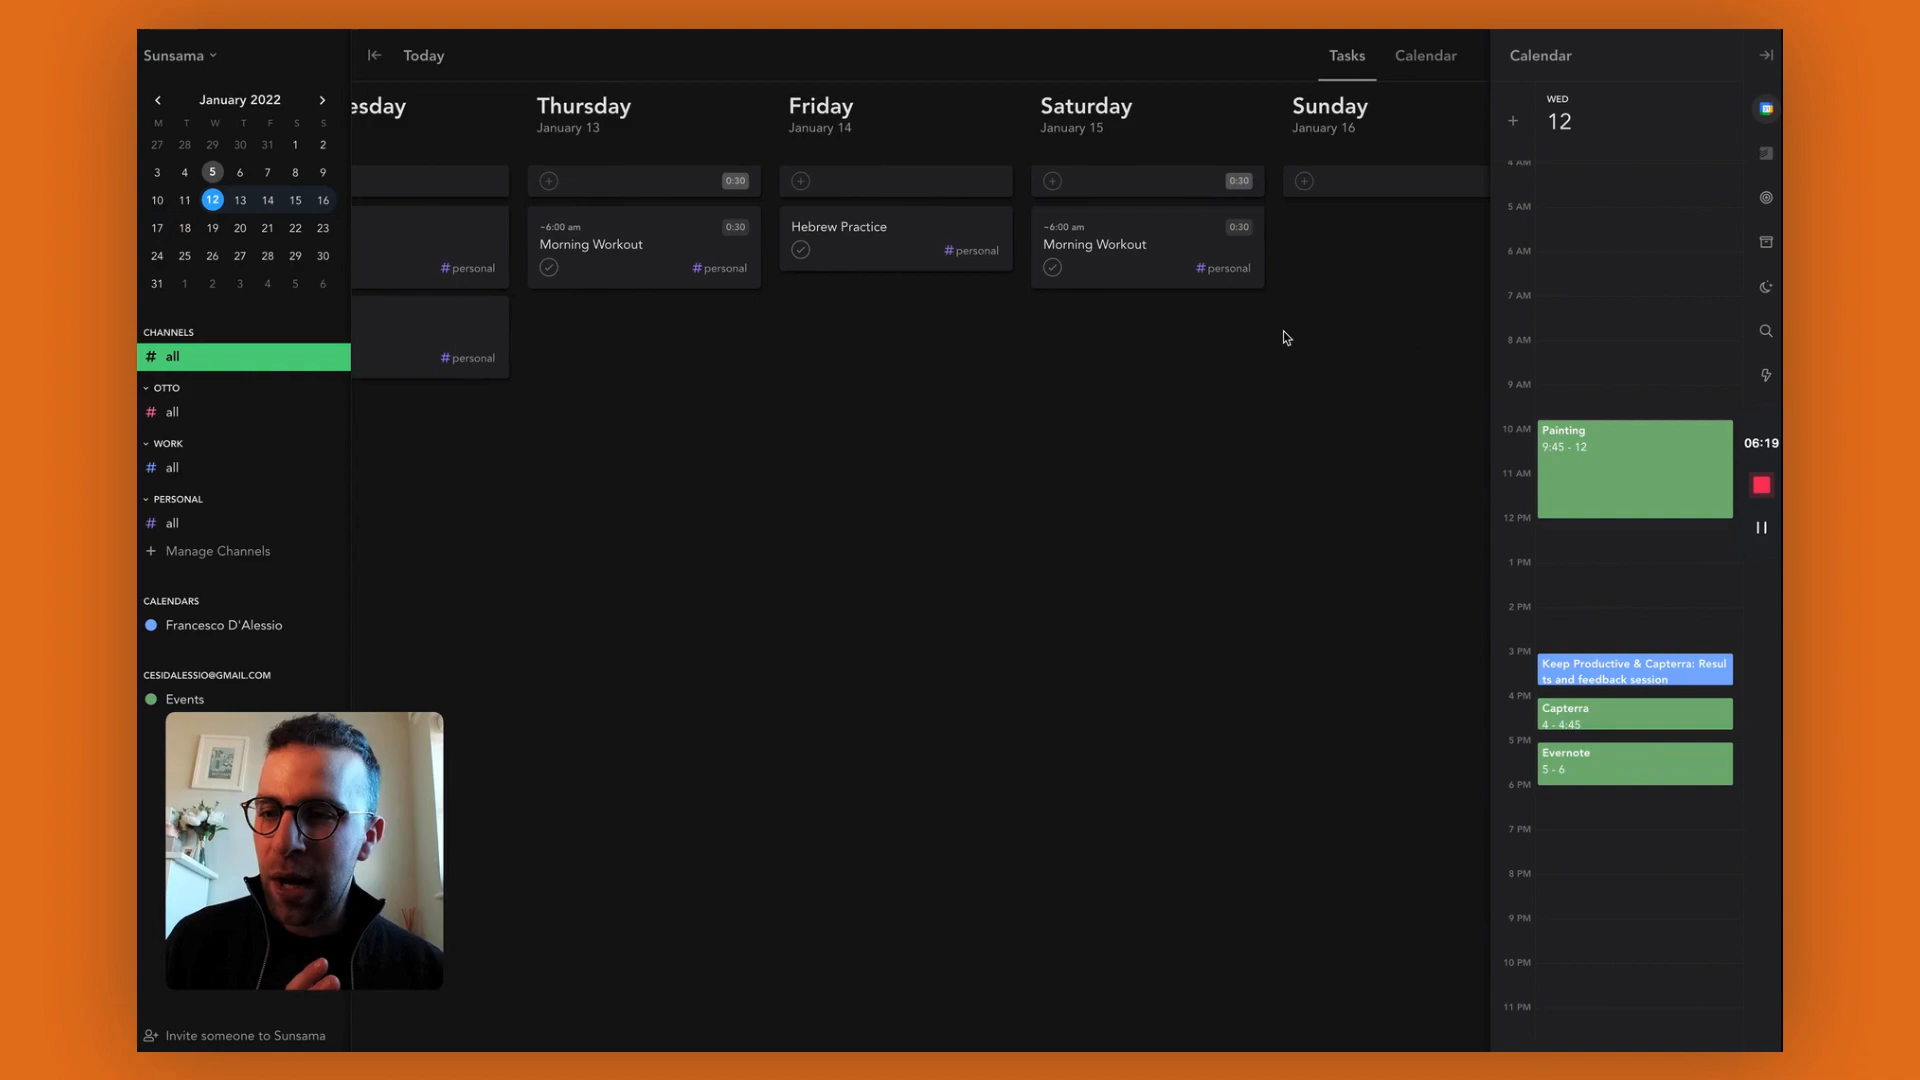 Sunsama
January 2022
M T W T F S S
27 28 29 30 31 1 2
3 4 5 6 7 8 9
10 11 12 13 14 15 16
17 18 19 20 21 22 23
24 25 26 27 28 29 30
31 1 2 3 4 5 6
CHANNELS
# all
OTTO
# all
WORK
# all
PERSONAL
# all
+ Manage Channels
CALENDARS
Francesco D'Alessio
CESIDALESSIO@GMAIL.COM
Events
Invite someone to Sunsama
Today
Tasks
Calendar
esday
#personal
#personal
Thursday
January 13
0:30
~6:00 am
0:30
Morning Workout
#personal
Friday
January 14
Hebrew Practice
#personal
Saturday
January 15
0:30
~6:00 am
0:30
Morning Workout
#personal
Sunday
January 16
Calendar
WED
12
4 AM
5 AM
6 AM
7 AM
8 AM
9 AM
10 AM
11 AM
12 PM
1 PM
2 PM
3 PM
4 PM
5 PM
6 PM
7 PM
8 PM
9 PM
10 PM
11 PM
Painting
9:45 - 12
Keep Productive & Capterra: Resul
ts and feedback session
Capterra
4 - 4:45
Evernote
5 - 6
06:19